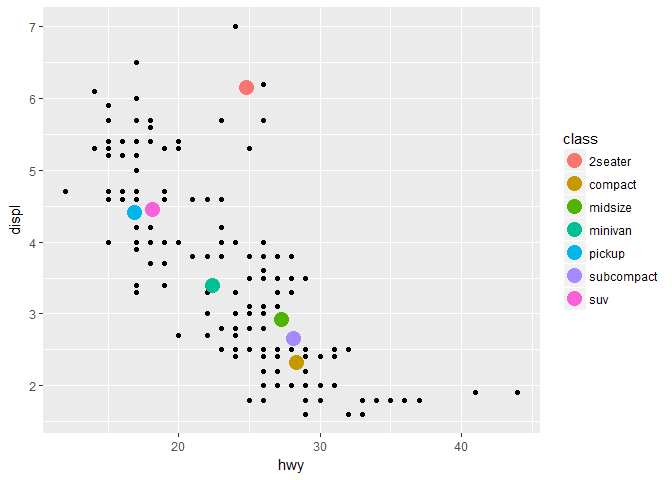 7
6
5
4
3
2
displ
20
30
40
hwy
class
2seater
compact
midsize
minivan
pickup
subcompact
suv